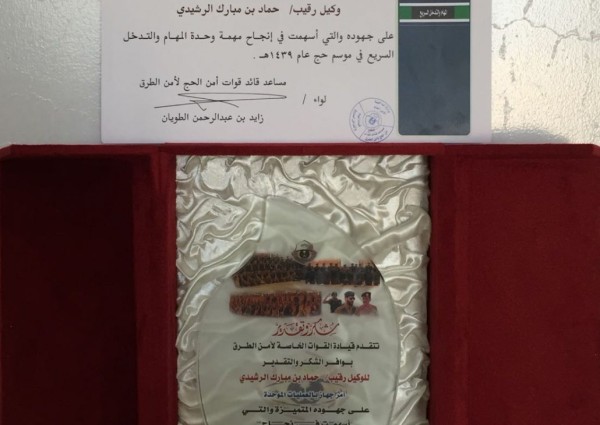 وكيل رقيب/ حماد بن مبارك الرشيدي
على جهوده والتي أسهمت في إنجاح مهمة وحدة المهام والتدخل
السريع في موسم حج عام ١٤٣٩هـ .
مساعد قائد قوات أمن الحج لأمن الطرق
لواء /
زايد بن عبدالرحمن الطويان
شكر وتقدير
تتقدم قيادة القوات الخاصة لأمن الطرق
بوافر الشكر والتقدير
للوكيل رقيب - حماد بن مبارك الرشيدي
بالعمليات الموحدة
على جهوده المتميزة والتي